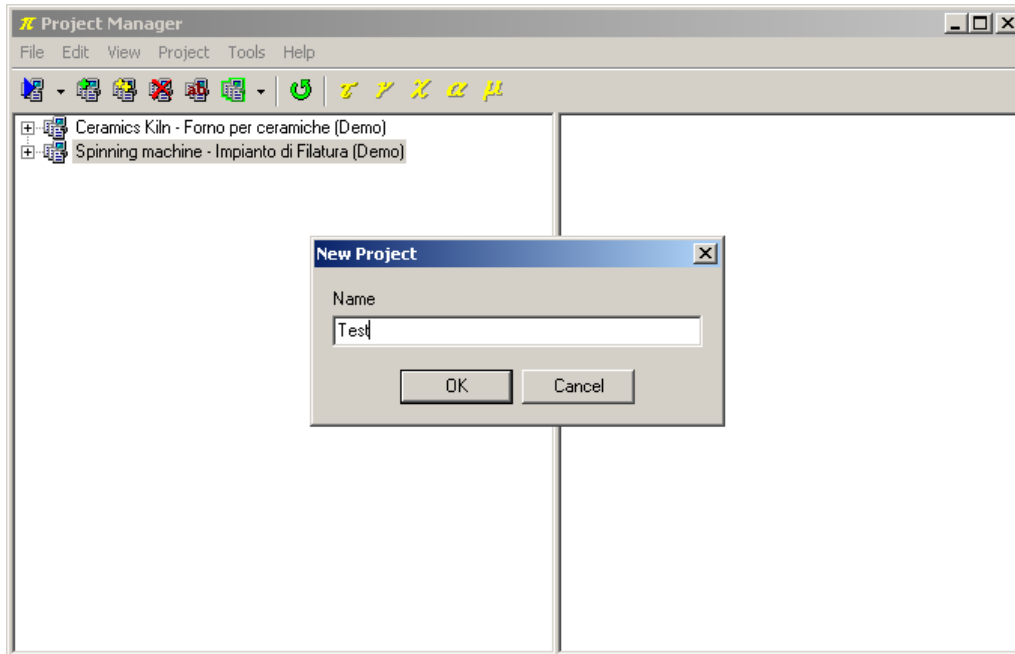 π Project Manager
File Edit View Project Tools Help
τ γ χ α μ
Ceramics Kiln - Forno per ceramiche (Demo)
Spinning machine - Impianto di Filatura (Demo)
New Project
Name
Test
OK Cancel